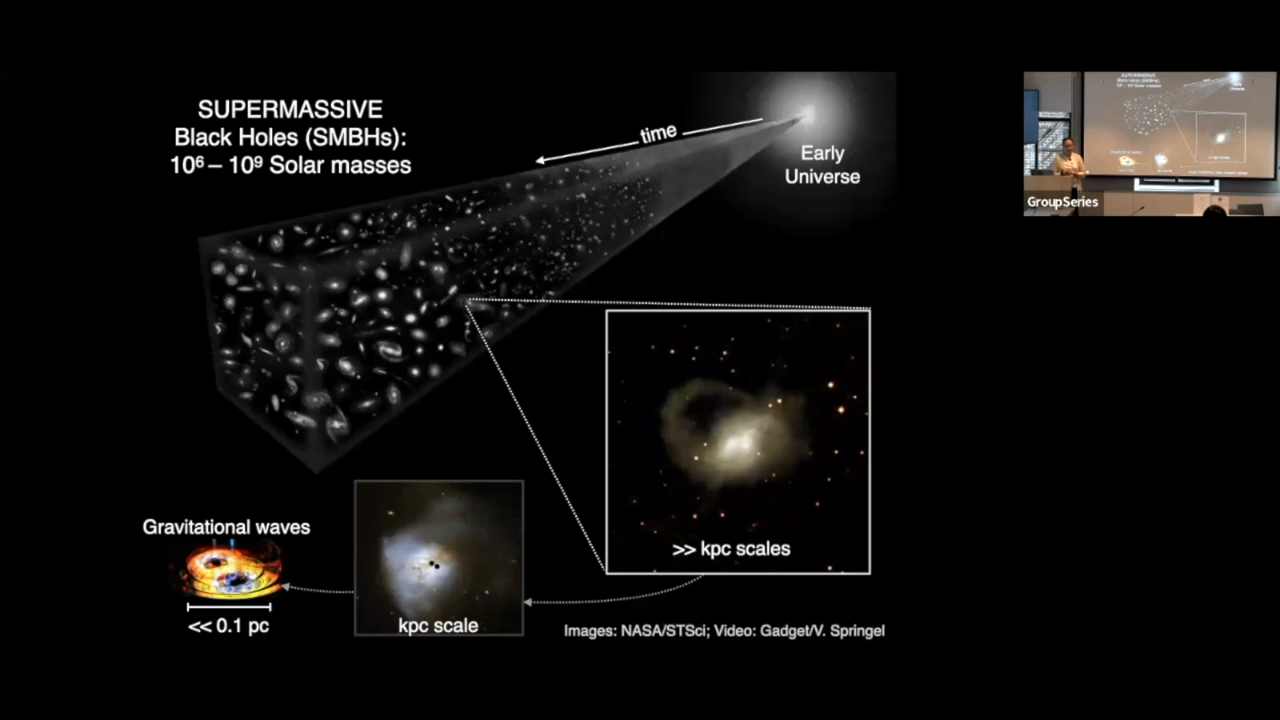 SUPERMASSIVE
Black Holes (SMBHs):
10⁶ – 10⁹ Solar masses
time
Early
Universe
GroupSeries
>> kpc scales
Gravitational waves
<< 0.1 pc
kpc scale
Images: NASA/STSci; Video: Gadget/V. Springel